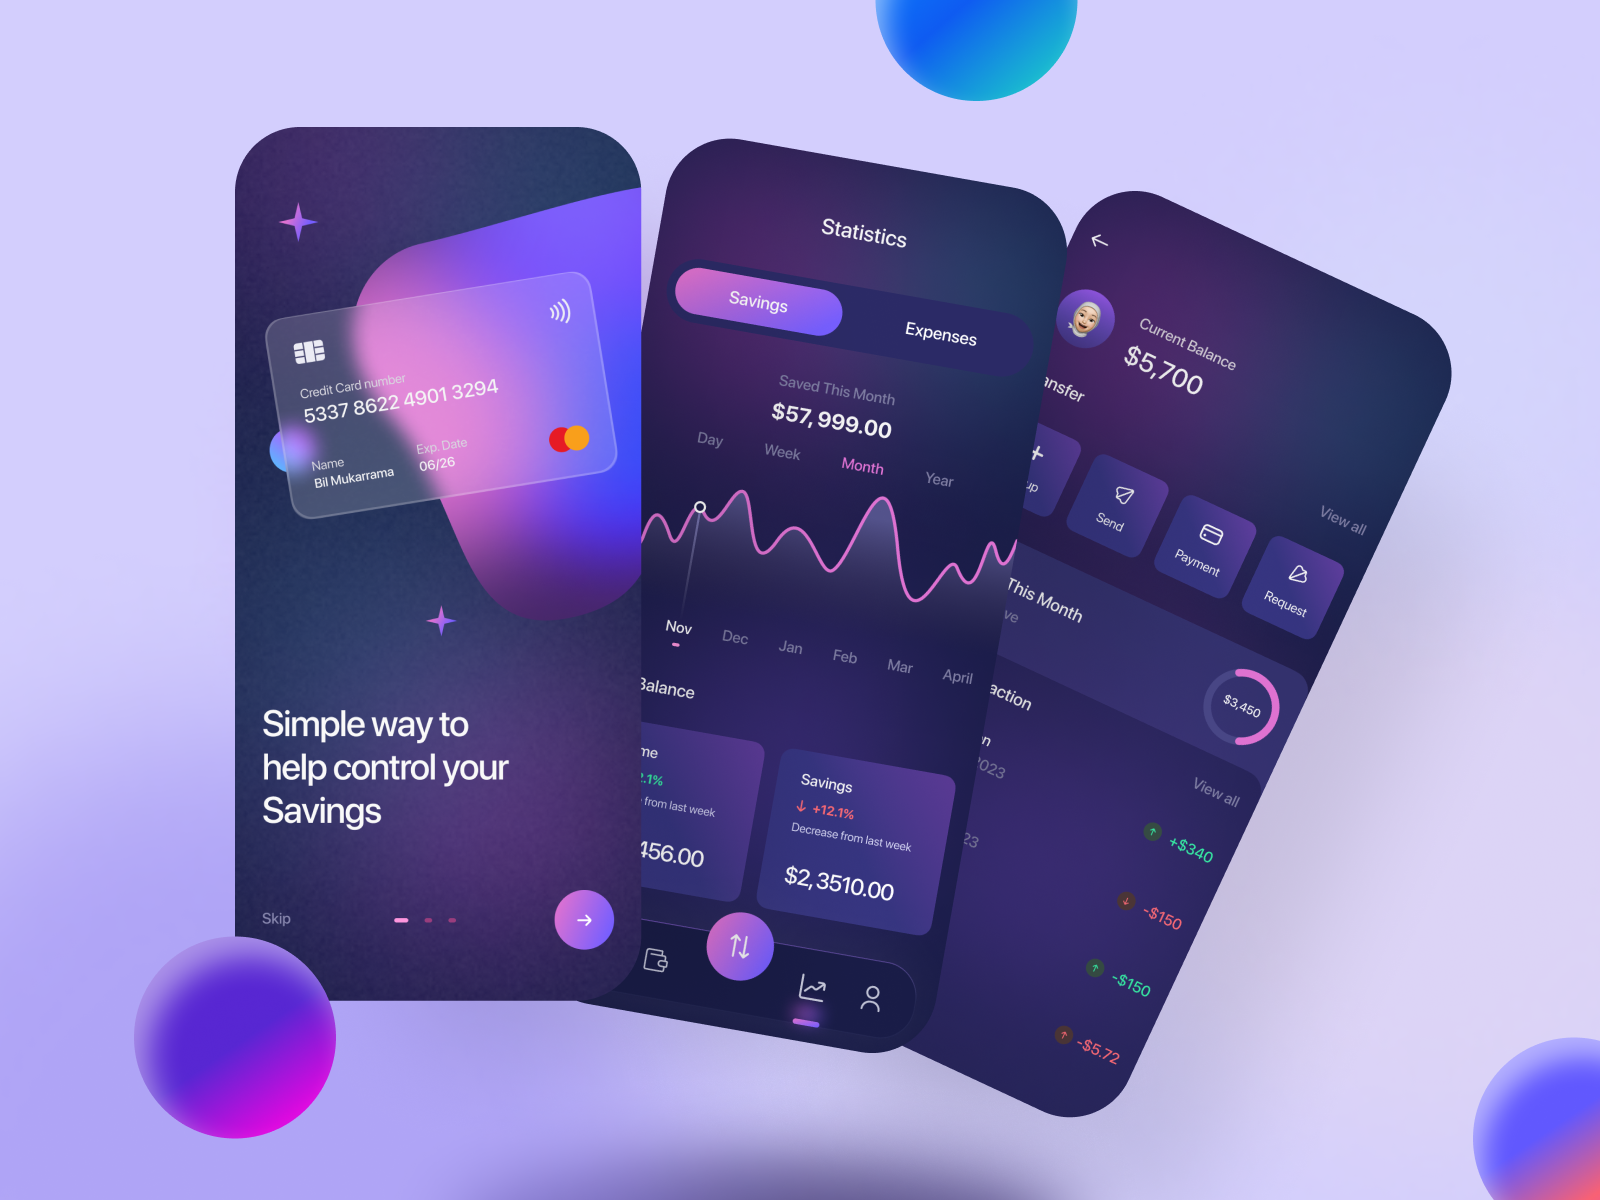 Credit Card number
5337 8622 4901 3294
Name
Bil Mukarrama
Exp. Date
06/26
Simple way to
help control your
Savings
Skip
Statistics
Savings
Expenses
Saved This Month
$57,999.00
Day
Week
Month
Year
Nov
Dec
Jan
Feb
Mar
April
Balance
me
2.1%
from last week
456.00
Savings
+12.1%
Decrease from last week
$2,3510.00
Current Balance
$5,700
ansfer
View all
up
Send
Payment
Request
This Month
ve
$3,450
action
View all
n
2023
+$340
23
-$150
-$150
-$5.72